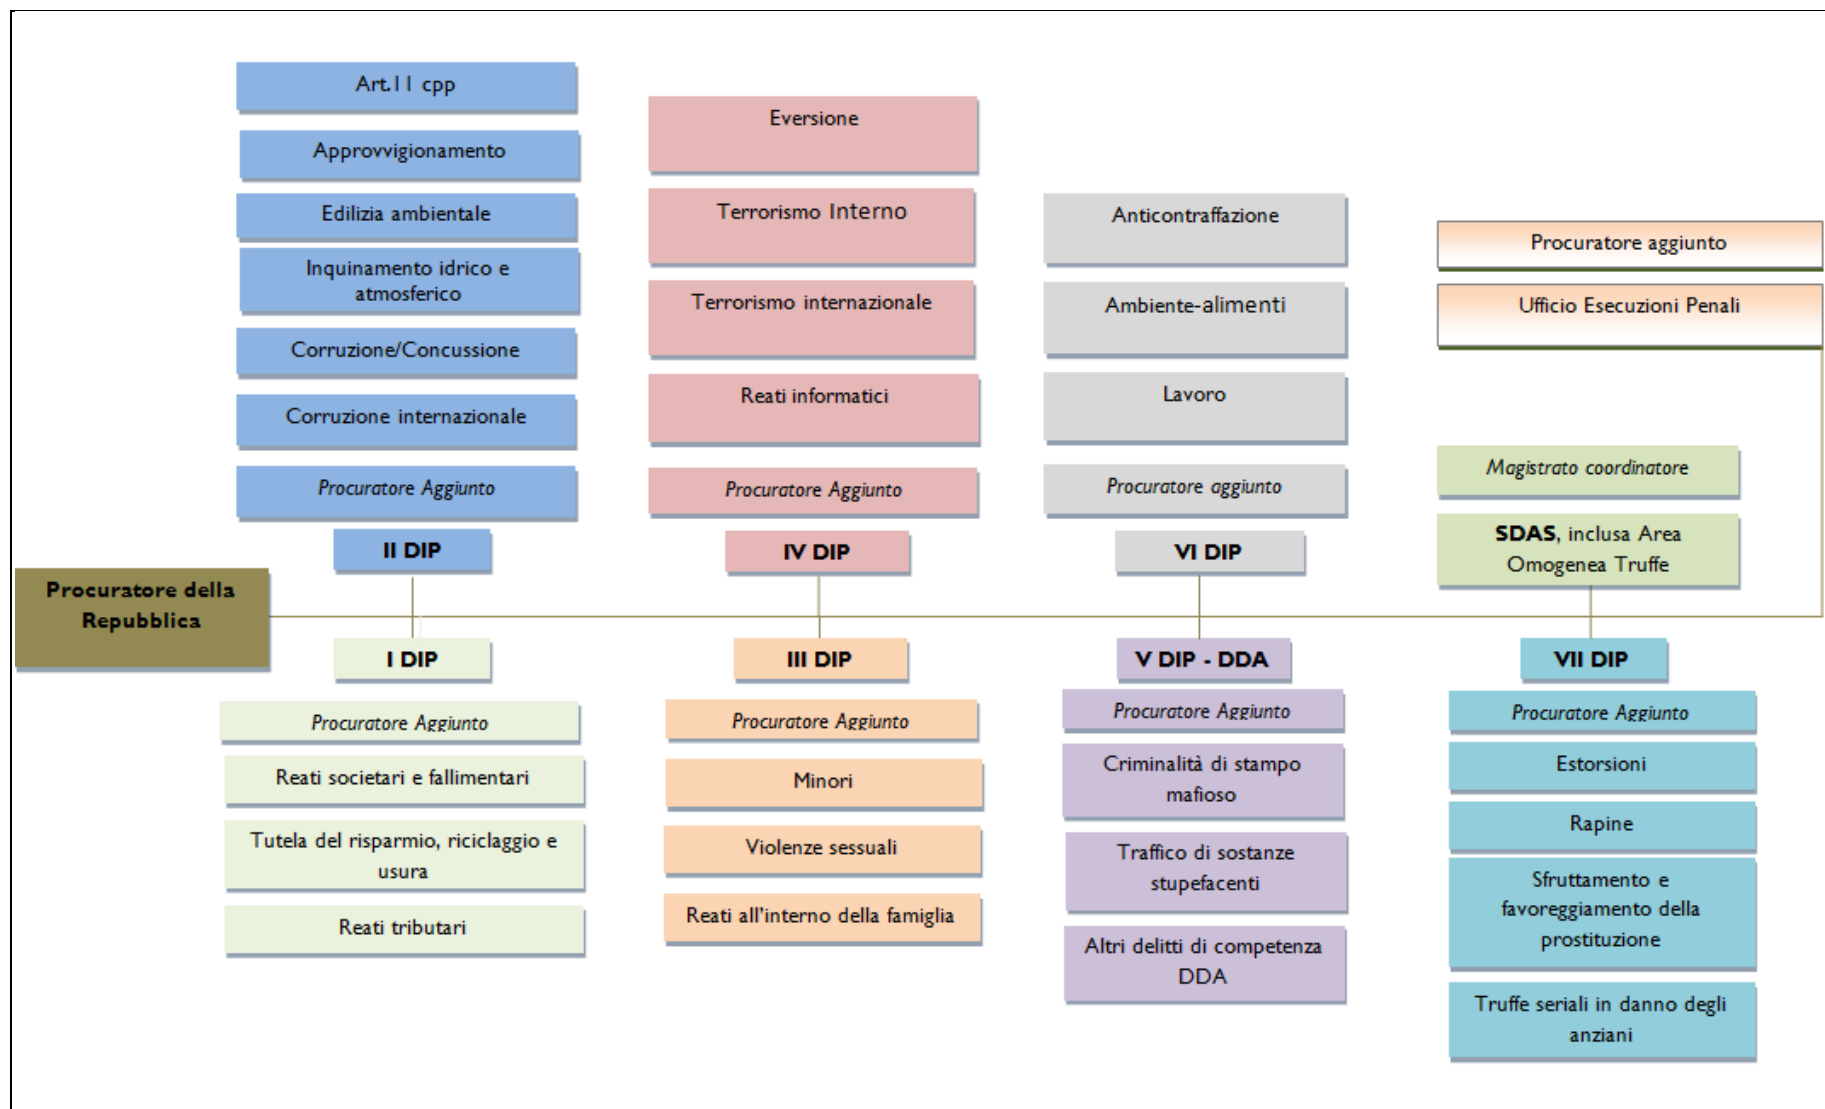 Art.11 cpp
Approvvigionamento
Edilizia ambientale
Inquinamento idrico e
atmosferico
Corruzione/Concussione
Corruzione internazionale
Procuratore Aggiunto
II DIP
Eversione
Terrorismo Interno
Terrorismo internazionale
Reati informatici
Procuratore Aggiunto
IV DIP
Anticontraffazione
Ambiente-alimenti
Lavoro
Procuratore aggiunto
VI DIP
Procuratore aggiunto
Ufficio Esecuzioni Penali
Magistrato coordinatore
SDAS, inclusa Area
Omogenea Truffe
Procuratore della
Repubblica
I DIP
Procuratore Aggiunto
Reati societari e fallimentari
Tutela del risparmio, riciclaggio e
usura
Reati tributari
III DIP
Procuratore Aggiunto
Minori
Violenze sessuali
Reati all'interno della famiglia
V DIP - DDA
Procuratore Aggiunto
Criminalità di stampo
mafioso
Traffico di sostanze
stupefacenti
Altri delitti di competenza
DDA
VII DIP
Procuratore Aggiunto
Estorsioni
Rapine
Sfruttamento e
favoreggiamento della
prostituzione
Truffe seriali in danno degli
anziani